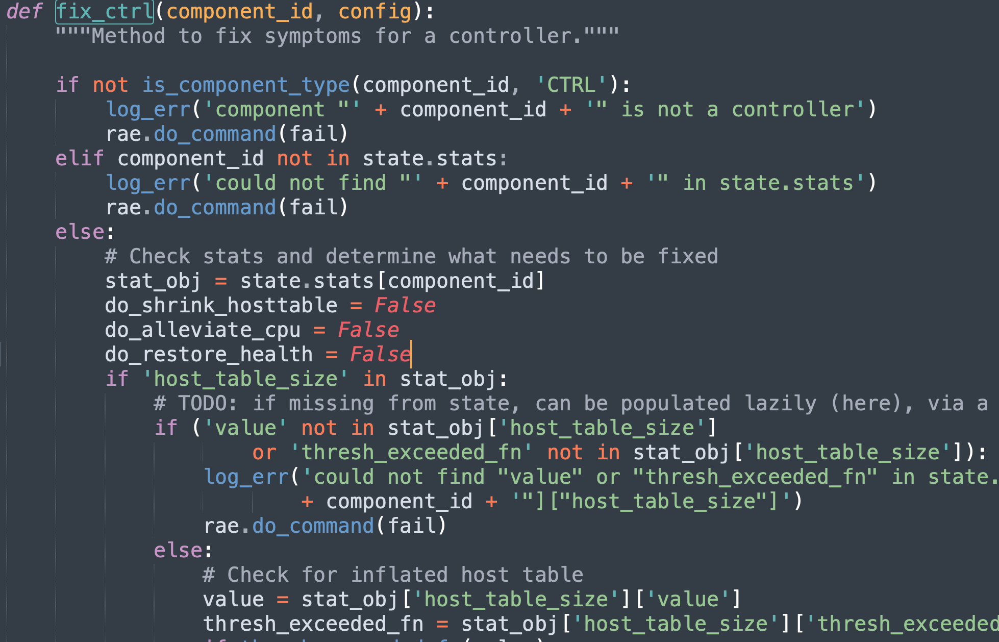 def fix_ctrl(component_id, config):
    """Method to fix symptoms for a controller."""

    if not is_component_type(component_id, 'CTRL'):
        log_err('component "' + component_id + '" is not a controller')
        rae.do_command(fail)
    elif component_id not in state.stats:
        log_err('could not find "' + component_id + '" in state.stats')
        rae.do_command(fail)
    else:
        # Check stats and determine what needs to be fixed
        stat_obj = state.stats[component_id]
        do_shrink_hosttable = False
        do_alleviate_cpu = False
        do_restore_health = False
        if 'host_table_size' in stat_obj:
            # TODO: if missing from state, can be populated lazily (here), via a
            if ('value' not in stat_obj['host_table_size']
                    or 'thresh_exceeded_fn' not in stat_obj['host_table_size']):
                log_err('could not find "value" or "thresh_exceeded_fn" in state.
                        + component_id + '"]["host_table_size"]')
                rae.do_command(fail)
            else:
                # Check for inflated host table
                value = stat_obj['host_table_size']['value']
                thresh_exceeded_fn = stat_obj['host_table_size']['thresh_exceeded